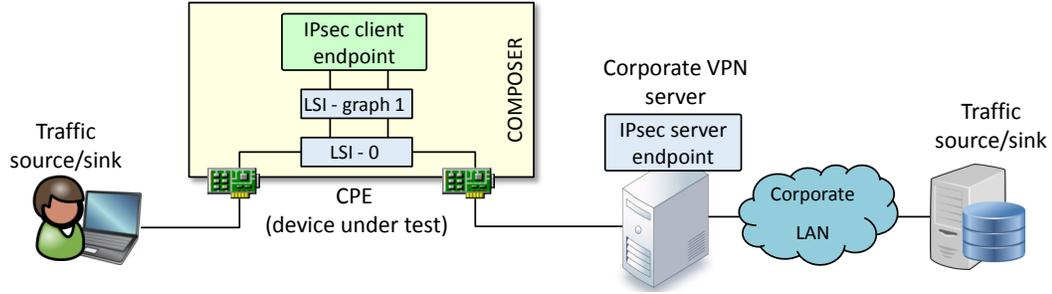 IPsec client
endpoint
COMPOSER
LSI - graph 1
LSI - 0
Traffic
source/sink
CPE
(device under test)
Corporate VPN
server
IPsec server
endpoint
Corporate
LAN
Traffic
source/sink